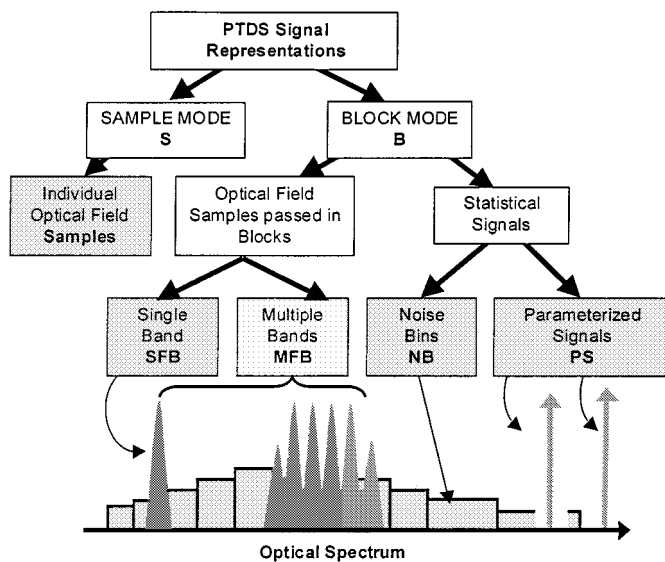 PTDS Signal
Representations
SAMPLE MODE
S
BLOCK MODE
B
Individual
Optical Field
Samples
Optical Field
Samples passed in
Blocks
Statistical
Signals
Single
Band
SFB
Multiple
Bands
MFB
Noise
Bins
NB
Parameterized
Signals
PS
Optical Spectrum